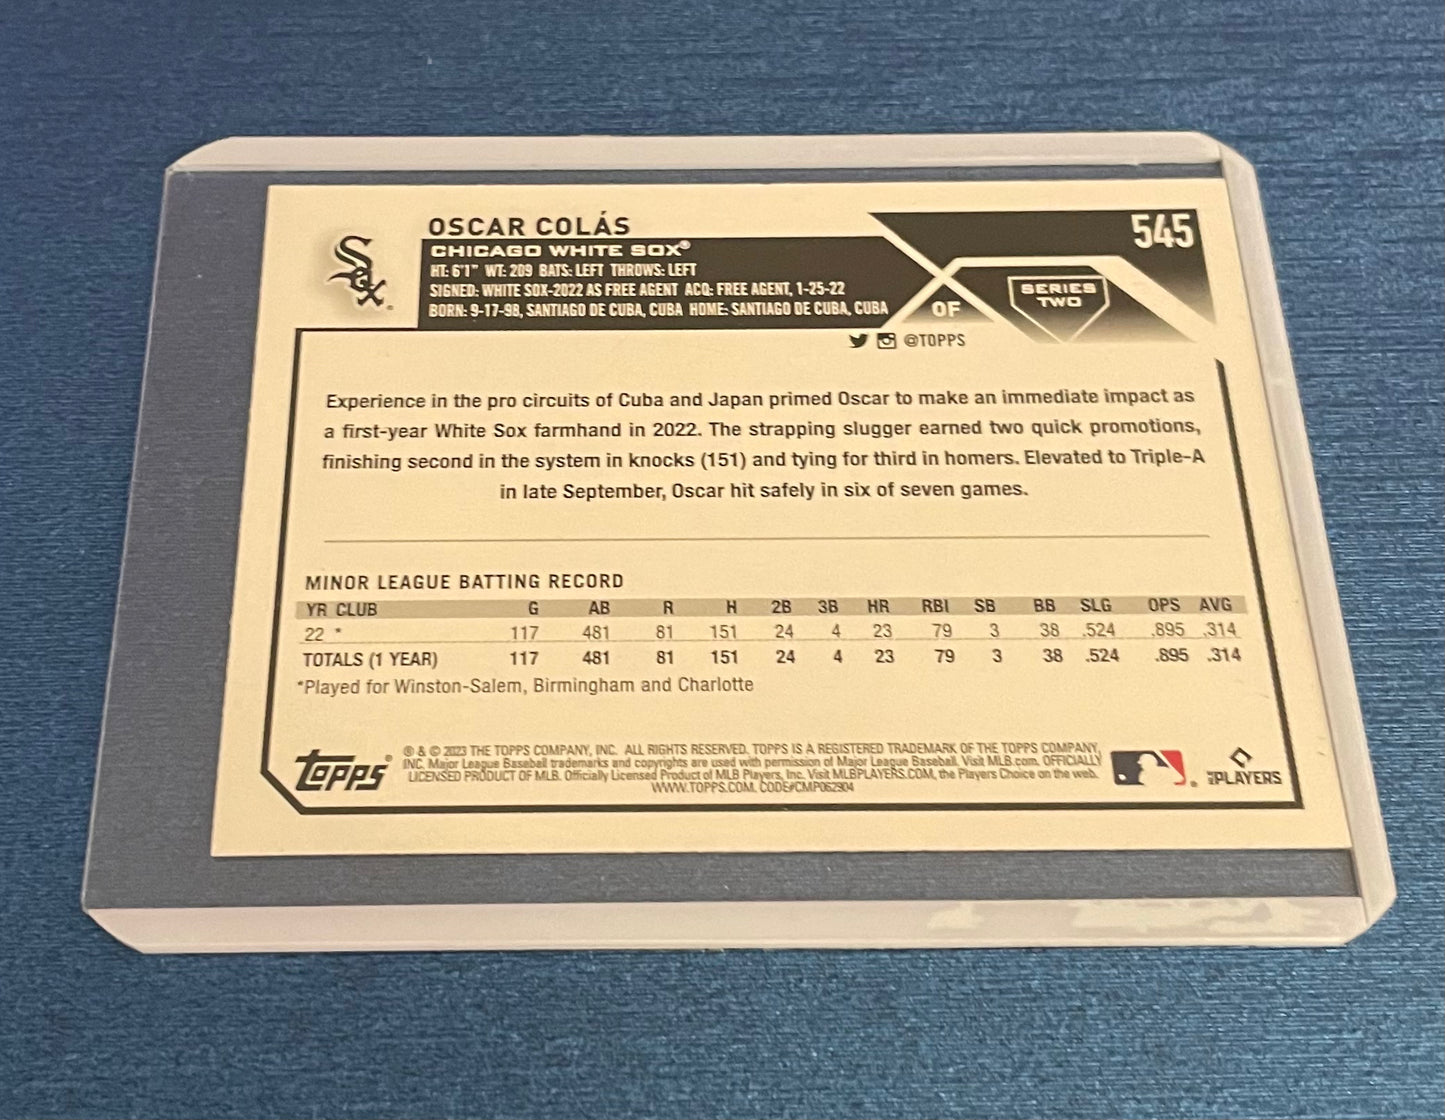 OSCAR COLÁS
545
CHICAGO WHITE SOX®
HT: 6'1" WT: 209 BATS: LEFT THROWS: LEFT
SIGNED: WHITE SOX-2022 AS FREE AGENT ACQ: FREE AGENT, 1-25-22
BORN: 9-17-98, SANTIAGO DE CUBA, CUBA HOME: SANTIAGO DE CUBA, CUBA
OF
SERIES
TWO
@TOPPS
Experience in the pro circuits of Cuba and Japan primed Oscar to make an immediate impact as
a first-year White Sox farmhand in 2022. The strapping slugger earned two quick promotions,
finishing second in the system in knocks (151) and tying for third in homers. Elevated to Triple-A
in late September, Oscar hit safely in six of seven games.
MINOR LEAGUE BATTING RECORD
YR CLUB G AB R H 2B 3B HR RBI SB BB SLG OPS AVG
22 * 117 481 81 151 24 4 23 79 3 38 .524 .895 .314
TOTALS (1 YEAR) 117 481 81 151 24 4 23 79 3 38 .524 .895 .314
*Played for Winston-Salem, Birmingham and Charlotte
Topps®
® & © 2023 THE TOPPS COMPANY, INC. ALL RIGHTS RESERVED. TOPPS IS A REGISTERED TRADEMARK OF THE TOPPS COMPANY,
INC. Major League Baseball trademarks and copyrights are used with permission of Major League Baseball. Visit MLB.com. OFFICIALLY
LICENSED PRODUCT OF MLB. Officially Licensed Product of MLB Players, Inc. Visit MLBPLAYERS.COM, the Players Choice on the web.
WWW.TOPPS.COM. CODE#CMP062904
MLB PLAYERS
SOX